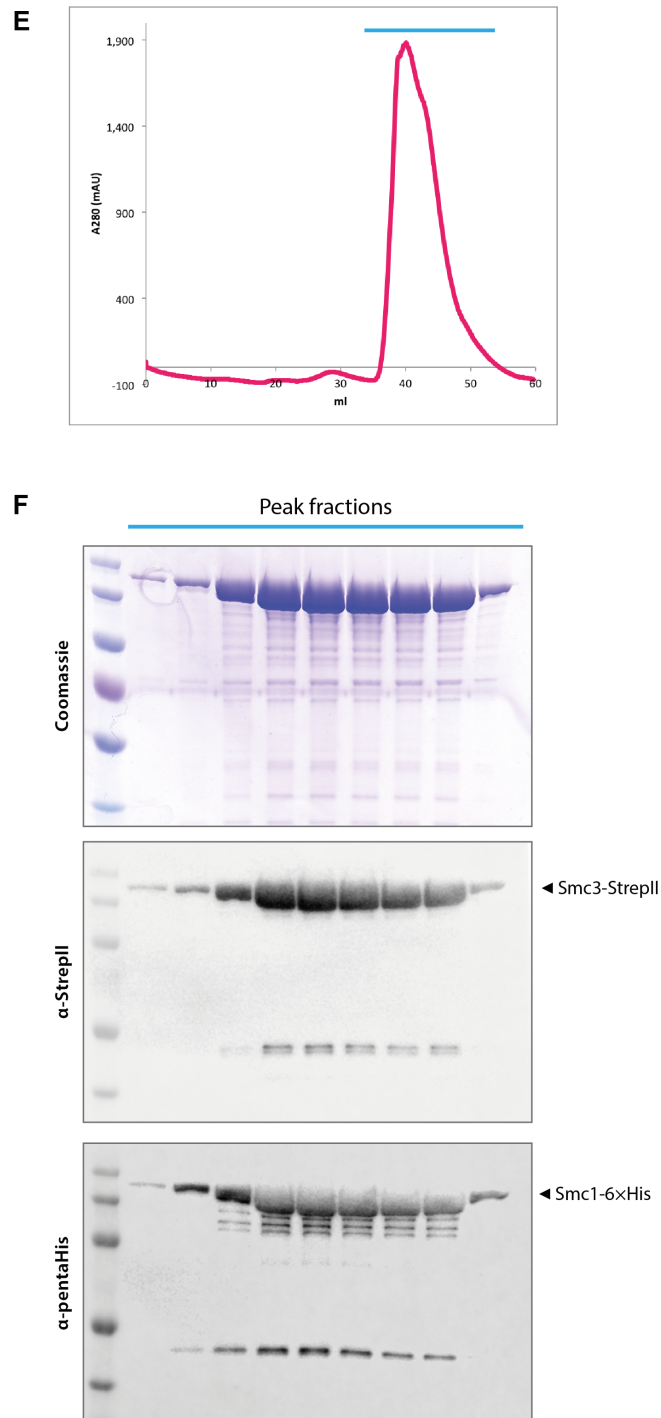 E
1,900
1,400
900
400
-100
A280 (mAU)
0 10 20 30 40 50 60
ml
F
Peak fractions
Coomassie
α-StrepII
◄ Smc3-StrepII
α-pentaHis
◄ Smc1-6×His